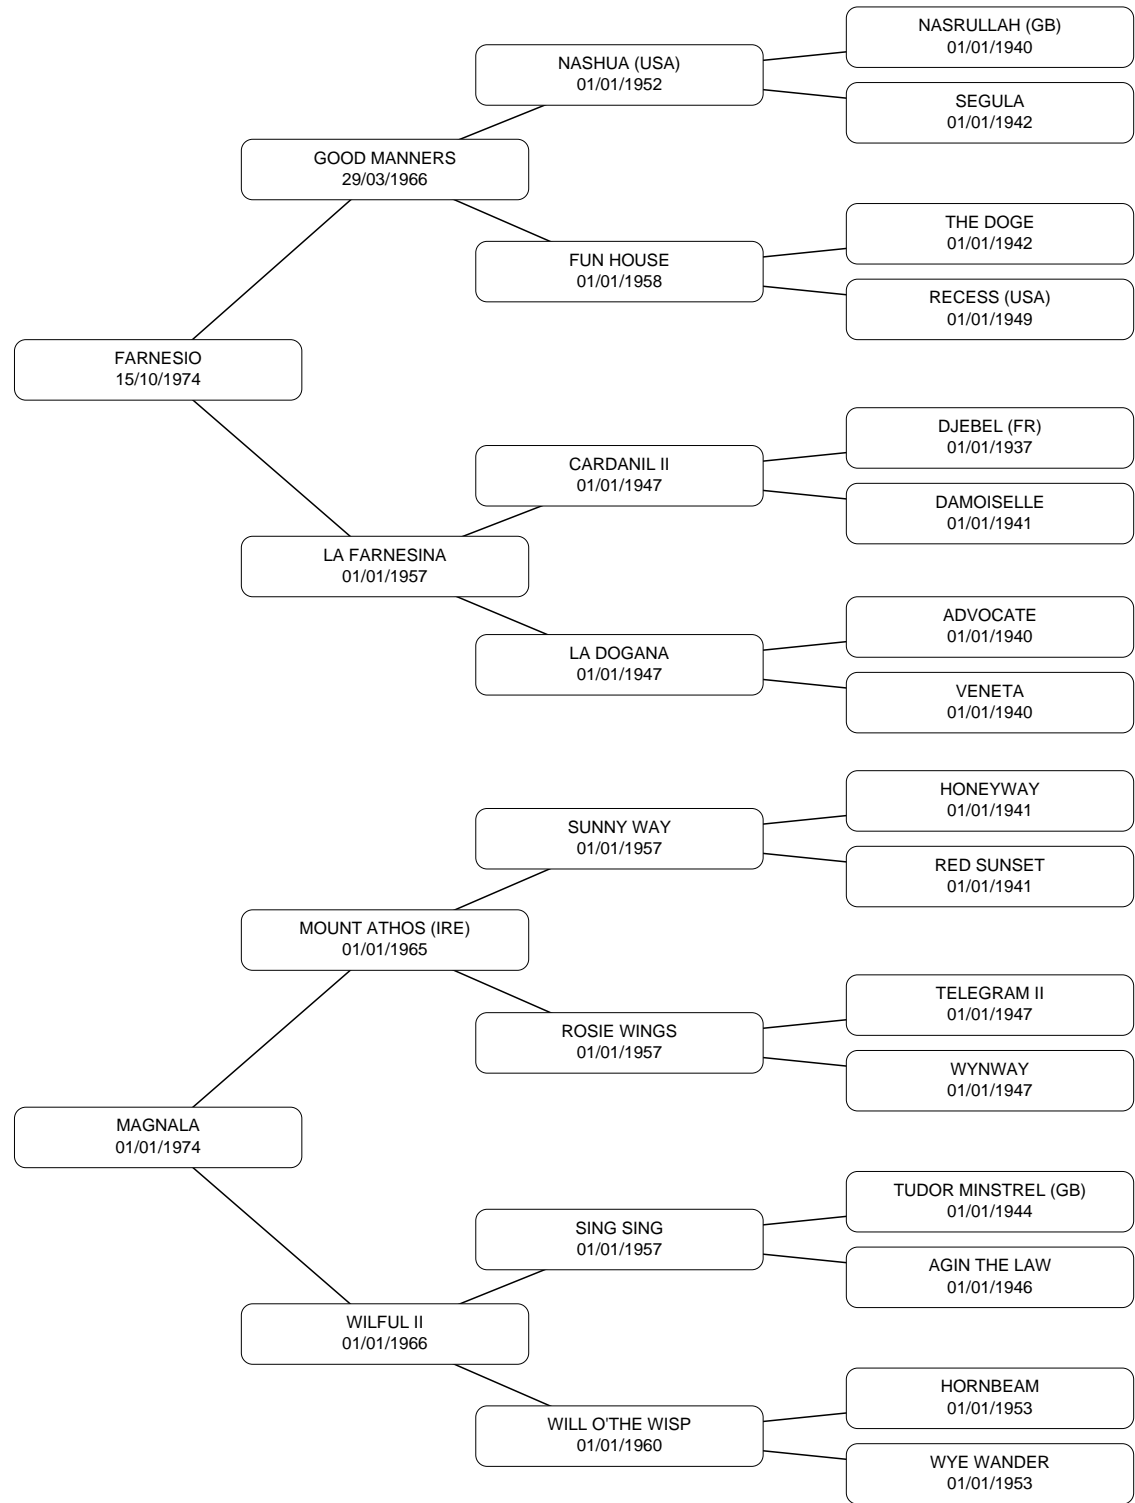 NASRULLAH (GB)
01/01/1940
NASHUA (USA)
01/01/1952
SEGULA
01/01/1942
GOOD MANNERS
29/03/1966
THE DOGE
01/01/1942
FUN HOUSE
01/01/1958
RECESS (USA)
01/01/1949
FARNESIO
15/10/1974
DJEBEL (FR)
01/01/1937
CARDANIL II
01/01/1947
DAMOISELLE
01/01/1941
LA FARNESINA
01/01/1957
ADVOCATE
01/01/1940
LA DOGANA
01/01/1947
VENETA
01/01/1940
HONEYWAY
01/01/1941
SUNNY WAY
01/01/1957
RED SUNSET
01/01/1941
MOUNT ATHOS (IRE)
01/01/1965
TELEGRAM II
01/01/1947
ROSIE WINGS
01/01/1957
WYNWAY
01/01/1947
MAGNALA
01/01/1974
TUDOR MINSTREL (GB)
01/01/1944
SING SING
01/01/1957
AGIN THE LAW
01/01/1946
WILFUL II
01/01/1966
HORNBEAM
01/01/1953
WILL O'THE WISP
01/01/1960
WYE WANDER
01/01/1953